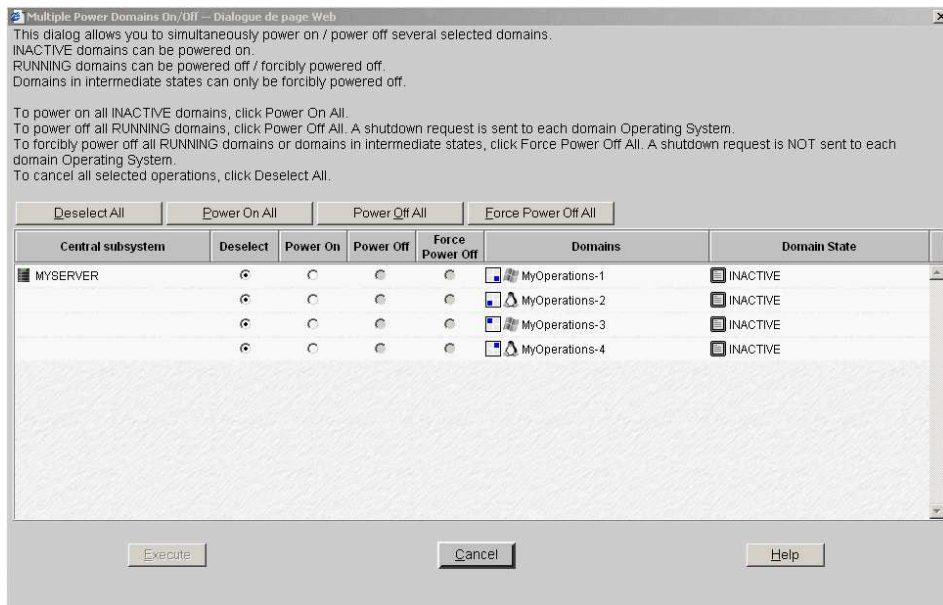 Multiple Power Domains On/Off -- Dialogue de page Web
This dialog allows you to simultaneously power on / power off several selected domains.
INACTIVE domains can be powered on.
RUNNING domains can be powered off / forcibly powered off.
Domains in intermediate states can only be forcibly powered off.
To power on all INACTIVE domains, click Power On All.
To power off all RUNNING domains, click Power Off All. A shutdown request is sent to each domain Operating System.
To forcibly power off all RUNNING domains or domains in intermediate states, click Force Power Off All. A shutdown request is NOT sent to each
domain Operating System.
To cancel all selected operations, click Deselect All.
Deselect All Power On All Power Off All Force Power Off All
Central subsystem Deselect Power On Power Off Force Power Off Domains Domain State
MYSERVER MyOperations-1 INACTIVE
MyOperations-2 INACTIVE
MyOperations-3 INACTIVE
MyOperations-4 INACTIVE
Execute Cancel Help